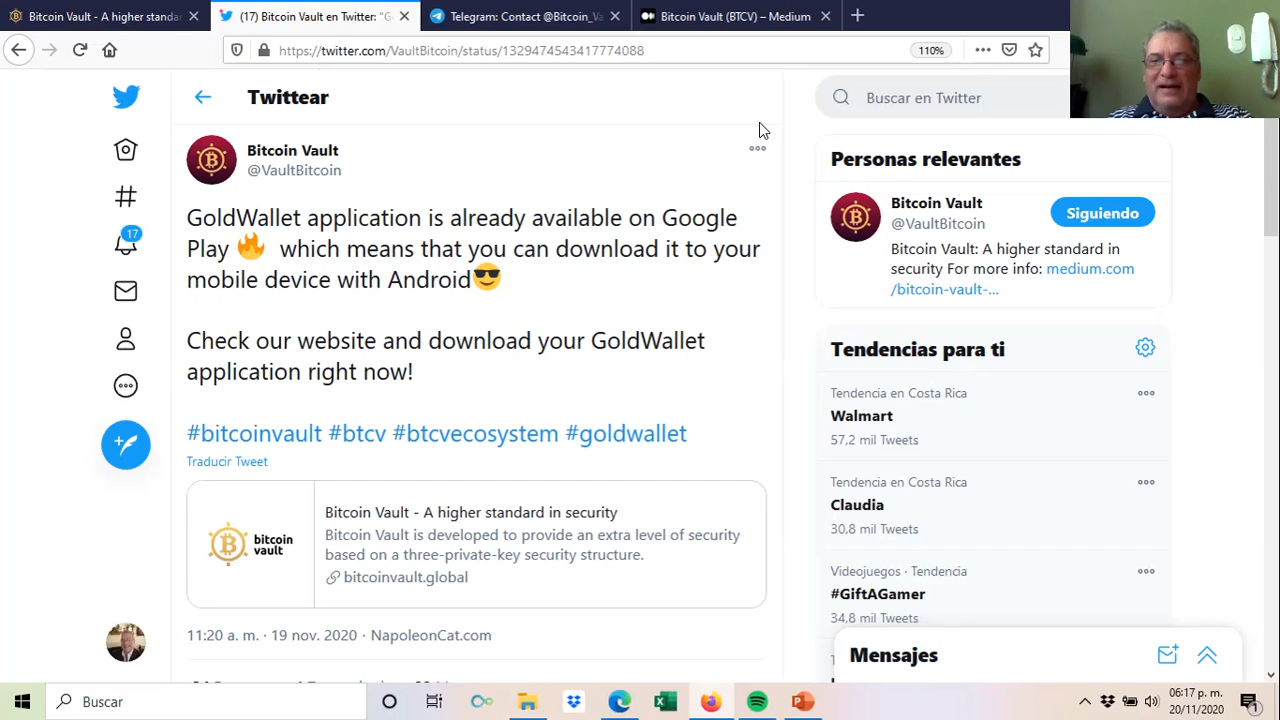 Bitcoin Vault - A higher standard
(17) Bitcoin Vault en Twitter: "G
Telegram: Contact @Bitcoin_Va
Bitcoin Vault (BTCV) – Medium
https://twitter.com/VaultBitcoin/status/1329474543417774088
110%
Twittear
Buscar en Twitter
Bitcoin Vault
@VaultBitcoin
GoldWallet application is already available on Google
Play 🔥 which means that you can download it to your
mobile device with Android😎
Check our website and download your GoldWallet
application right now!
#bitcoinvault #btcv #btcvecosystem #goldwallet
Traducir Tweet
bitcoin
vault
Bitcoin Vault - A higher standard in security
Bitcoin Vault is developed to provide an extra level of security
based on a three-private-key security structure.
bitcoinvault.global
11:20 a. m. · 19 nov. 2020 · NapoleonCat.com
17
Personas relevantes
Bitcoin Vault
@VaultBitcoin
Siguiendo
Bitcoin Vault: A higher standard in
security For more info: medium.com
/bitcoin-vault-...
Tendencias para ti
Tendencia en Costa Rica
Walmart
57,2 mil Tweets
Tendencia en Costa Rica
Claudia
30,8 mil Tweets
Videojuegos · Tendencia
#GiftAGamer
34,8 mil Tweets
Mensajes
Buscar
06:17 p. m.
20/11/2020
1